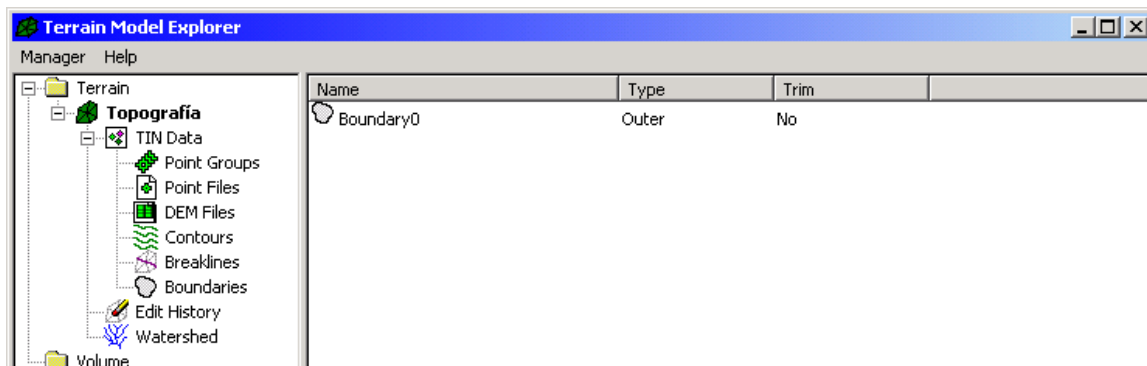 Terrain Model Explorer
Manager Help
Terrain
Topografía
TIN Data
Point Groups
Point Files
DEM Files
Contours
Breaklines
Boundaries
Edit History
Watershed
Volume
Name Type Trim
Boundary0 Outer No